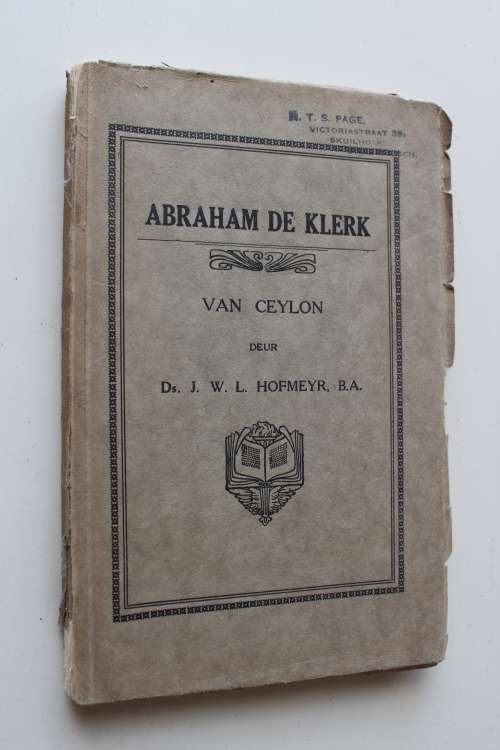 T. S. PAGE,
VICTORIASTRAAT 39,
ABRAHAM DE KLERK
VAN CEYLON
DEUR
Ds. J. W. L. HOFMEYR, B.A.